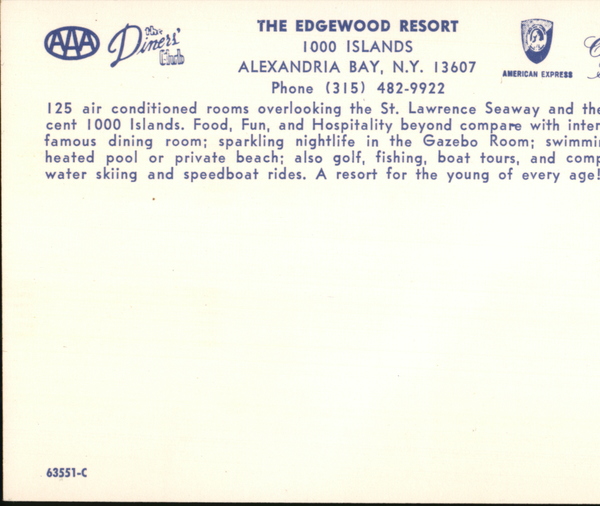 AAA The Diners' Club
THE EDGEWOOD RESORT
1000 ISLANDS
ALEXANDRIA BAY, N.Y. 13607
Phone (315) 482-9922
AMERICAN EXPRESS
125 air conditioned rooms overlooking the St. Lawrence Seaway and the
cent 1000 Islands. Food, Fun, and Hospitality beyond compare with inter
famous dining room; sparkling nightlife in the Gazebo Room; swimmi
heated pool or private beach; also golf, fishing, boat tours, and comp
water skiing and speedboat rides. A resort for the young of every age!
63551-C